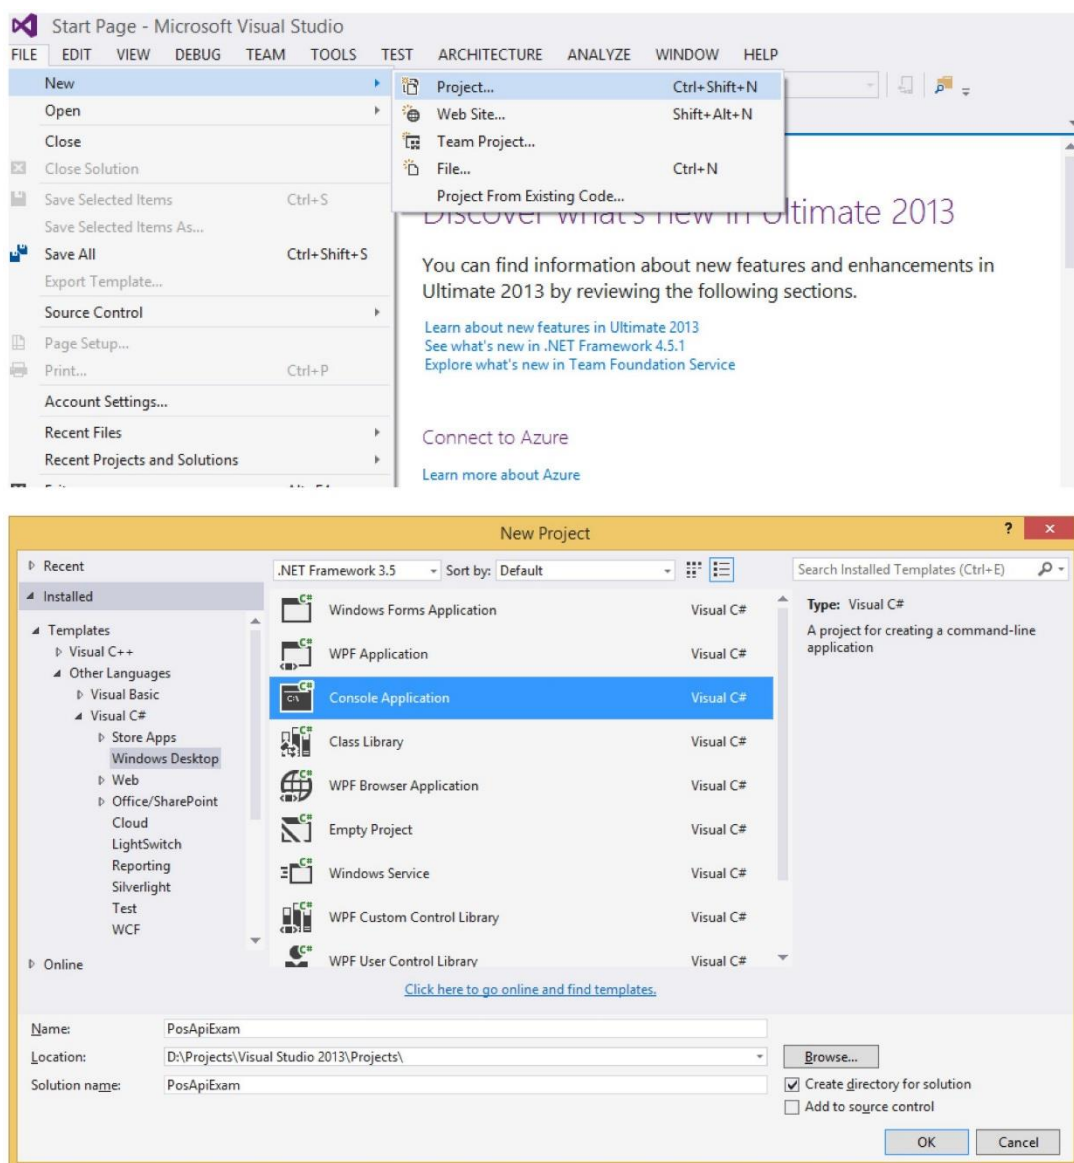 Start Page - Microsoft Visual Studio
FILE EDIT VIEW DEBUG TEAM TOOLS TEST ARCHITECTURE ANALYZE WINDOW HELP
New
Open
Close
Close Solution
Save Selected Items Ctrl+S
Save Selected Items As...
Save All Ctrl+Shift+S
Export Template...
Source Control
Page Setup...
Print... Ctrl+P
Account Settings...
Recent Files
Recent Projects and Solutions
Project... Ctrl+Shift+N
Web Site... Shift+Alt+N
Team Project...
File... Ctrl+N
Project From Existing Code...
Discover what's new in Ultimate 2013
You can find information about new features and enhancements in
Ultimate 2013 by reviewing the following sections.
Learn about new features in Ultimate 2013
See what's new in .NET Framework 4.5.1
Explore what's new in Team Foundation Service
Connect to Azure
Learn more about Azure
New Project
? ×
Recent
Installed
Templates
Visual C++
Other Languages
Visual Basic
Visual C#
Store Apps
Windows Desktop
Web
Office/SharePoint
Cloud
LightSwitch
Reporting
Silverlight
Test
WCF
Online
.NET Framework 3.5 Sort by: Default
Windows Forms Application Visual C#
WPF Application Visual C#
Console Application Visual C#
Class Library Visual C#
WPF Browser Application Visual C#
Empty Project Visual C#
Windows Service Visual C#
WPF Custom Control Library Visual C#
WPF User Control Library Visual C#
Click here to go online and find templates.
Search Installed Templates (Ctrl+E)
Type: Visual C#
A project for creating a command-line
application
Name: PosApiExam
Location: D:\Projects\Visual Studio 2013\Projects\
Solution name: PosApiExam
Browse...
Create directory for solution
Add to source control
OK Cancel